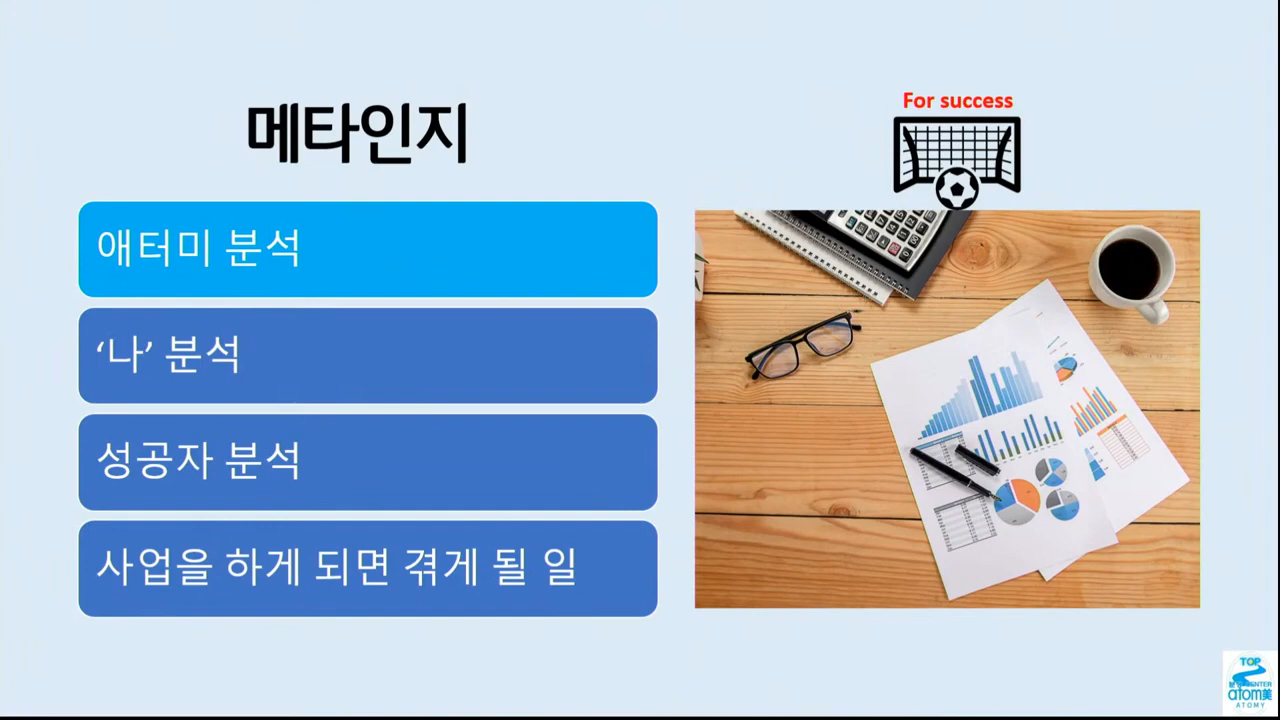 메타인지
애터미 분석
‘나’ 분석
성공자 분석
사업을 하게 되면 겪게 될 일
For success
TOP
CENTER
atom美
ATOMY